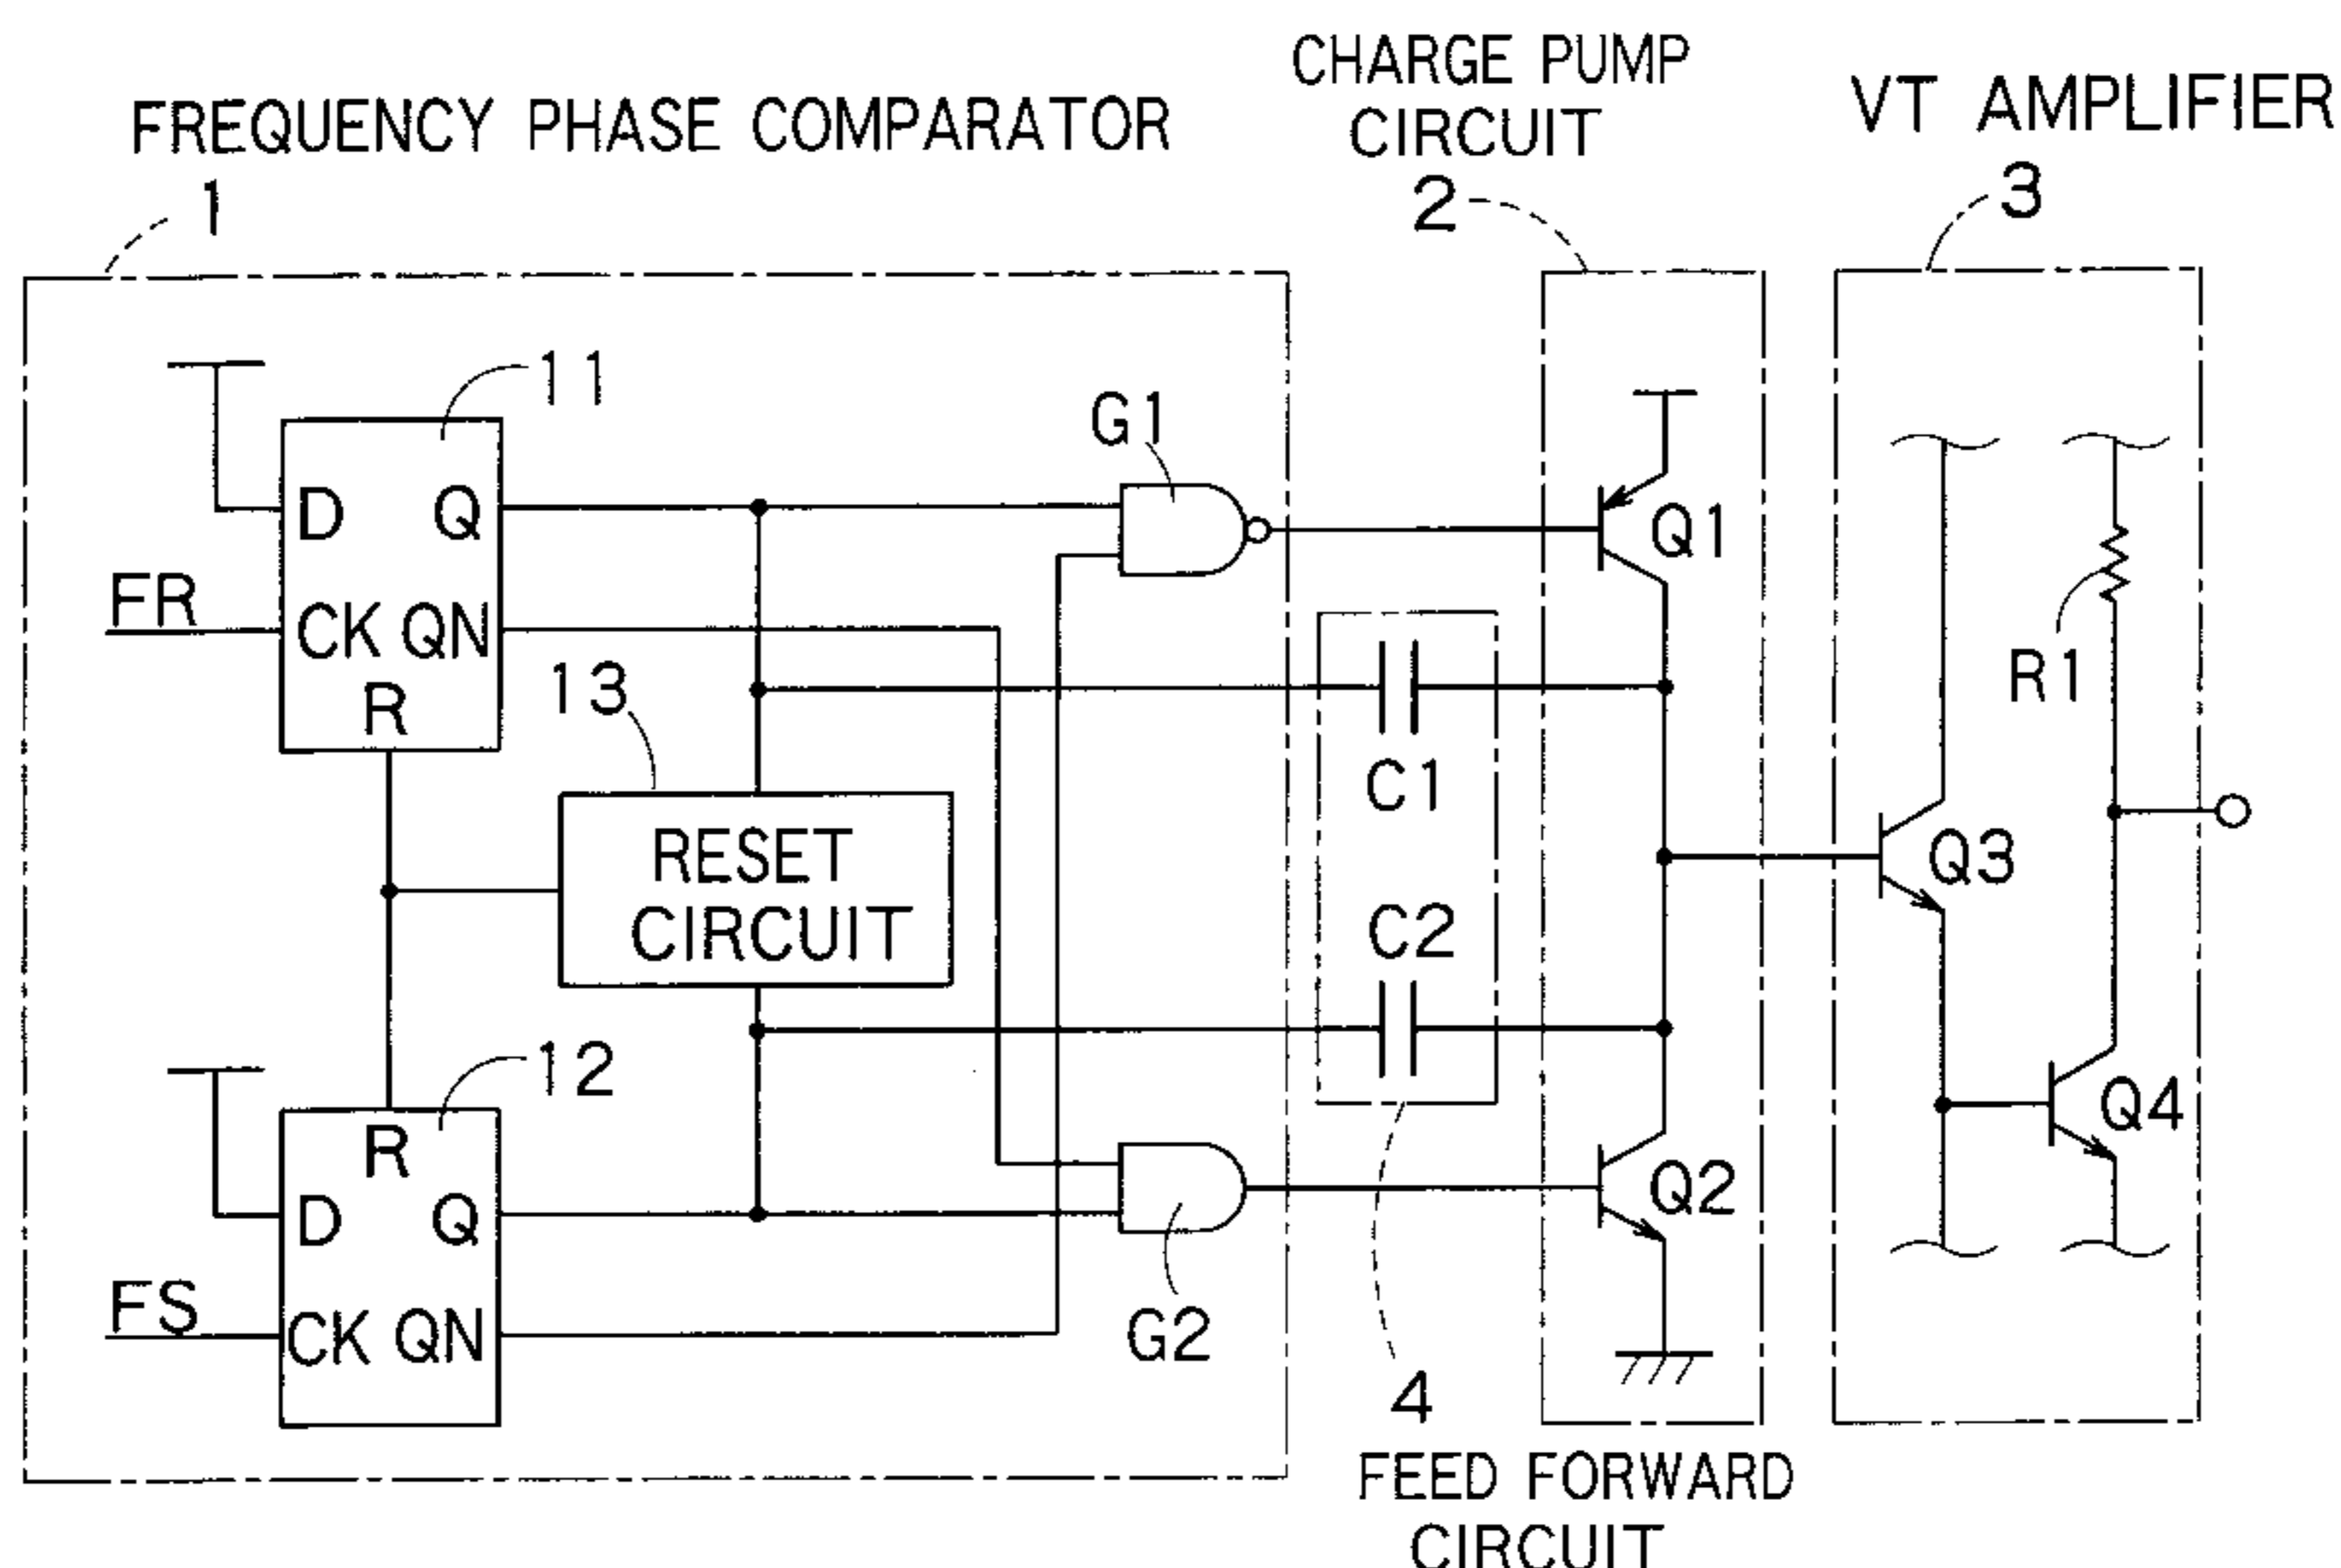 FREQUENCY PHASE COMPARATOR
1
CHARGE PUMP
CIRCUIT
2
VT AMPLIFIER
3
11
D Q
FR
CK QN
R
13
RESET
CIRCUIT
12
R
D Q
FS
CK QN
G1
G2
C1
C2
4
FEED FORWARD
CIRCUIT
Q1
Q2
Q3
R1
Q4